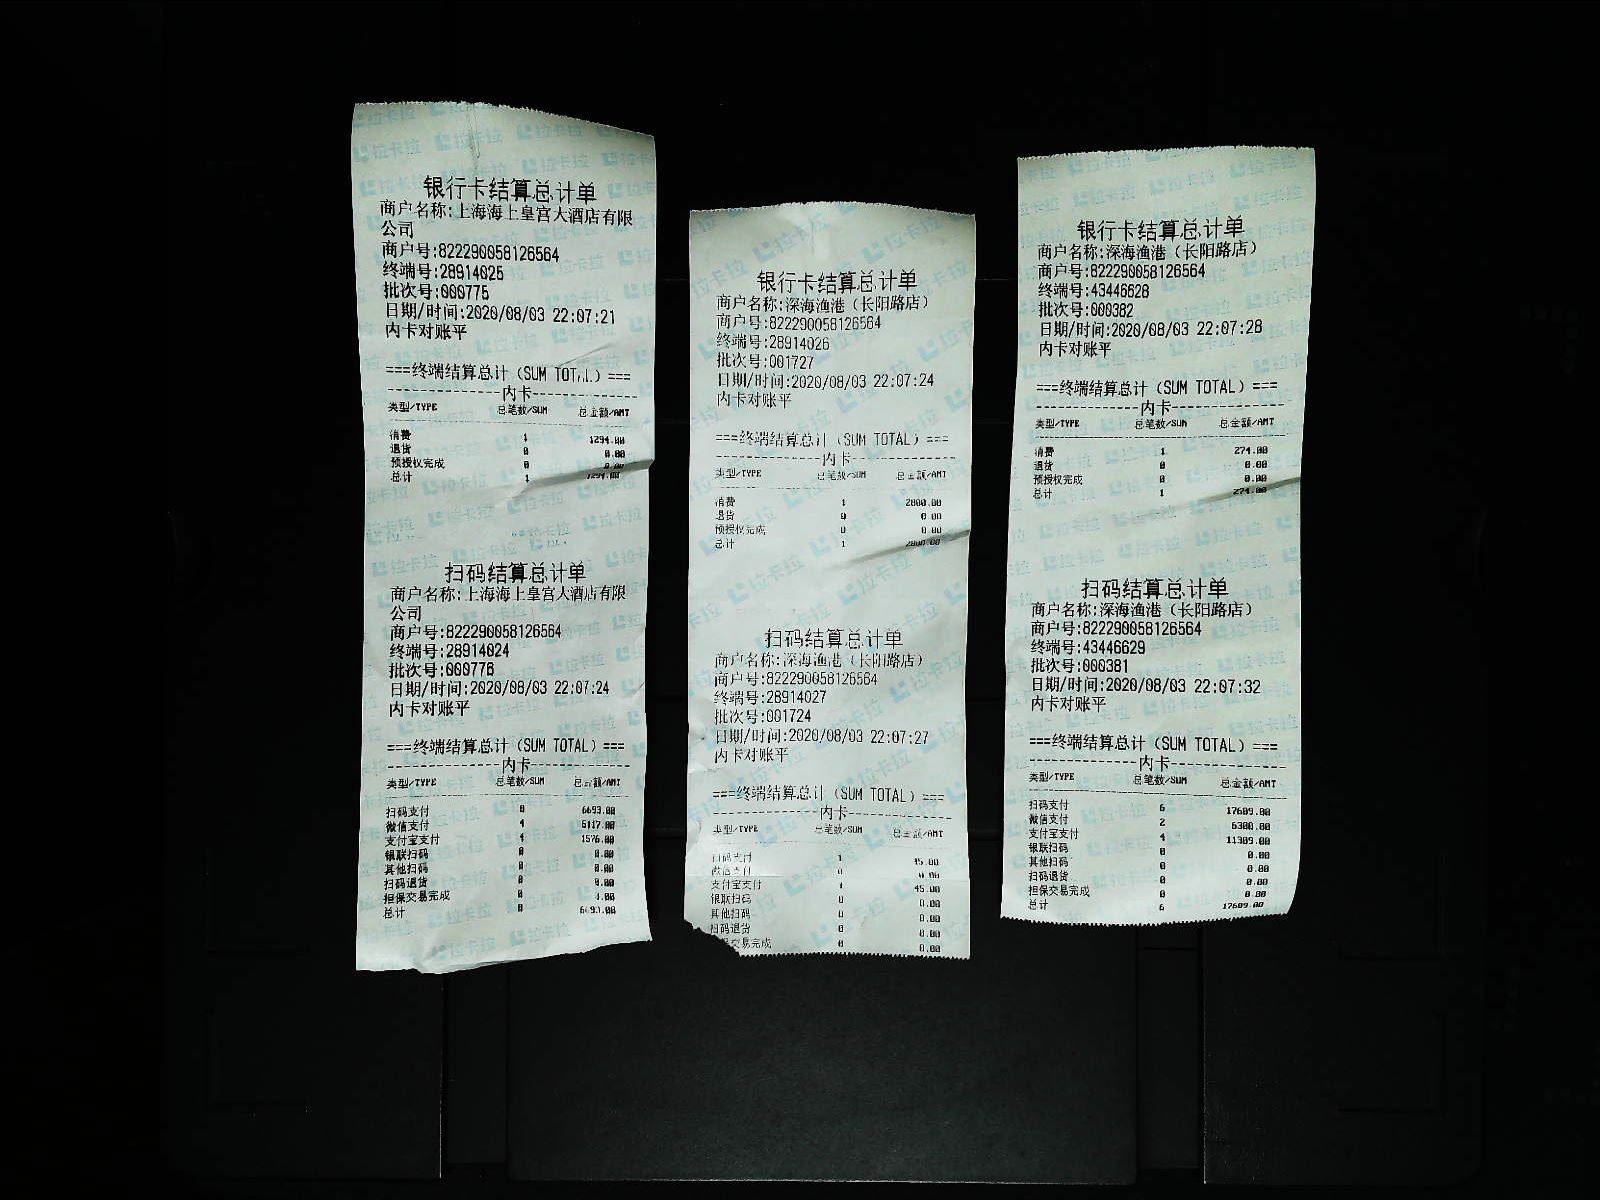 银行卡结算总计单
商户名称:上海海上皇宫大酒店有限
公司
商户号:822290058126564
终端号:28914025
批次号:000775
日期/时间:2020/08/03 22:07:21
内卡对账平
===终端结算总计(SUM TOTAL)===
内卡
类型/TYPE 总笔数/SUM 总金额/AMT
消费 1 1294.00
退货 0 0.00
预授权完成 0 0.00
总计 1 1294.00
扫码结算总计单
商户名称:上海海上皇宫大酒店有限
公司
商户号:822290058126564
终端号:28914024
批次号:000776
日期/时间:2020/08/03 22:07:24
内卡对账平
===终端结算总计(SUM TOTAL)===
内卡
类型/TYPE 总笔数/SUM 总金额/AMT
扫码支付 8 6693.00
微信支付 4 5117.00
支付宝支付 4 1576.00
银联扫码 0 0.00
其他扫码 0 0.00
扫码退货 0 0.00
担保交易完成 0 0.00
总计 8 6693.00
银行卡结算总计单
商户名称:深海渔港(长阳路店)
商户号:822290058126564
终端号:28914026
批次号:001727
日期/时间:2020/08/03 22:07:24
内卡对账平
===终端结算总计(SUM TOTAL)===
内卡
类型/TYPE 总笔数/SUM 总金额/AMT
消费 1 2800.00
退货 0 0.00
预授权完成 0 0.00
总计 1 2800.00
扫码结算总计单
商户名称:深海渔港(长阳路店)
商户号:822290058126564
终端号:28914027
批次号:001724
日期/时间:2020/08/03 22:07:27
内卡对账平
===终端结算总计(SUM TOTAL)===
内卡
类型/TYPE 总笔数/SUM 总金额/AMT
扫码支付 1 45.00
微信支付 0 0.00
支付宝支付 1 45.00
银联扫码 0 0.00
其他扫码 0 0.00
扫码退货 0 0.00
交易完成 0 0.00
银行卡结算总计单
商户名称:深海渔港(长阳路店)
商户号:822290058126564
终端号:43446628
批次号:000382
日期/时间:2020/08/03 22:07:28
内卡对账平
===终端结算总计(SUM TOTAL)===
内卡
类型/TYPE 总笔数/SUM 总金额/AMT
消费 1 274.00
退货 0 0.00
预授权完成 0 0.00
总计 1 274.00
扫码结算总计单
商户名称:深海渔港(长阳路店)
商户号:822290058126564
终端号:43446629
批次号:000381
日期/时间:2020/08/03 22:07:32
内卡对账平
===终端结算总计(SUM TOTAL)===
内卡
类型/TYPE 总笔数/SUM 总金额/AMT
扫码支付 6 17609.00
微信支付 2 6300.00
支付宝支付 4 11309.00
银联扫码 0 0.00
其他扫码 0 0.00
扫码退货 0 0.00
担保交易完成 0 0.00
总计 6 17609.00